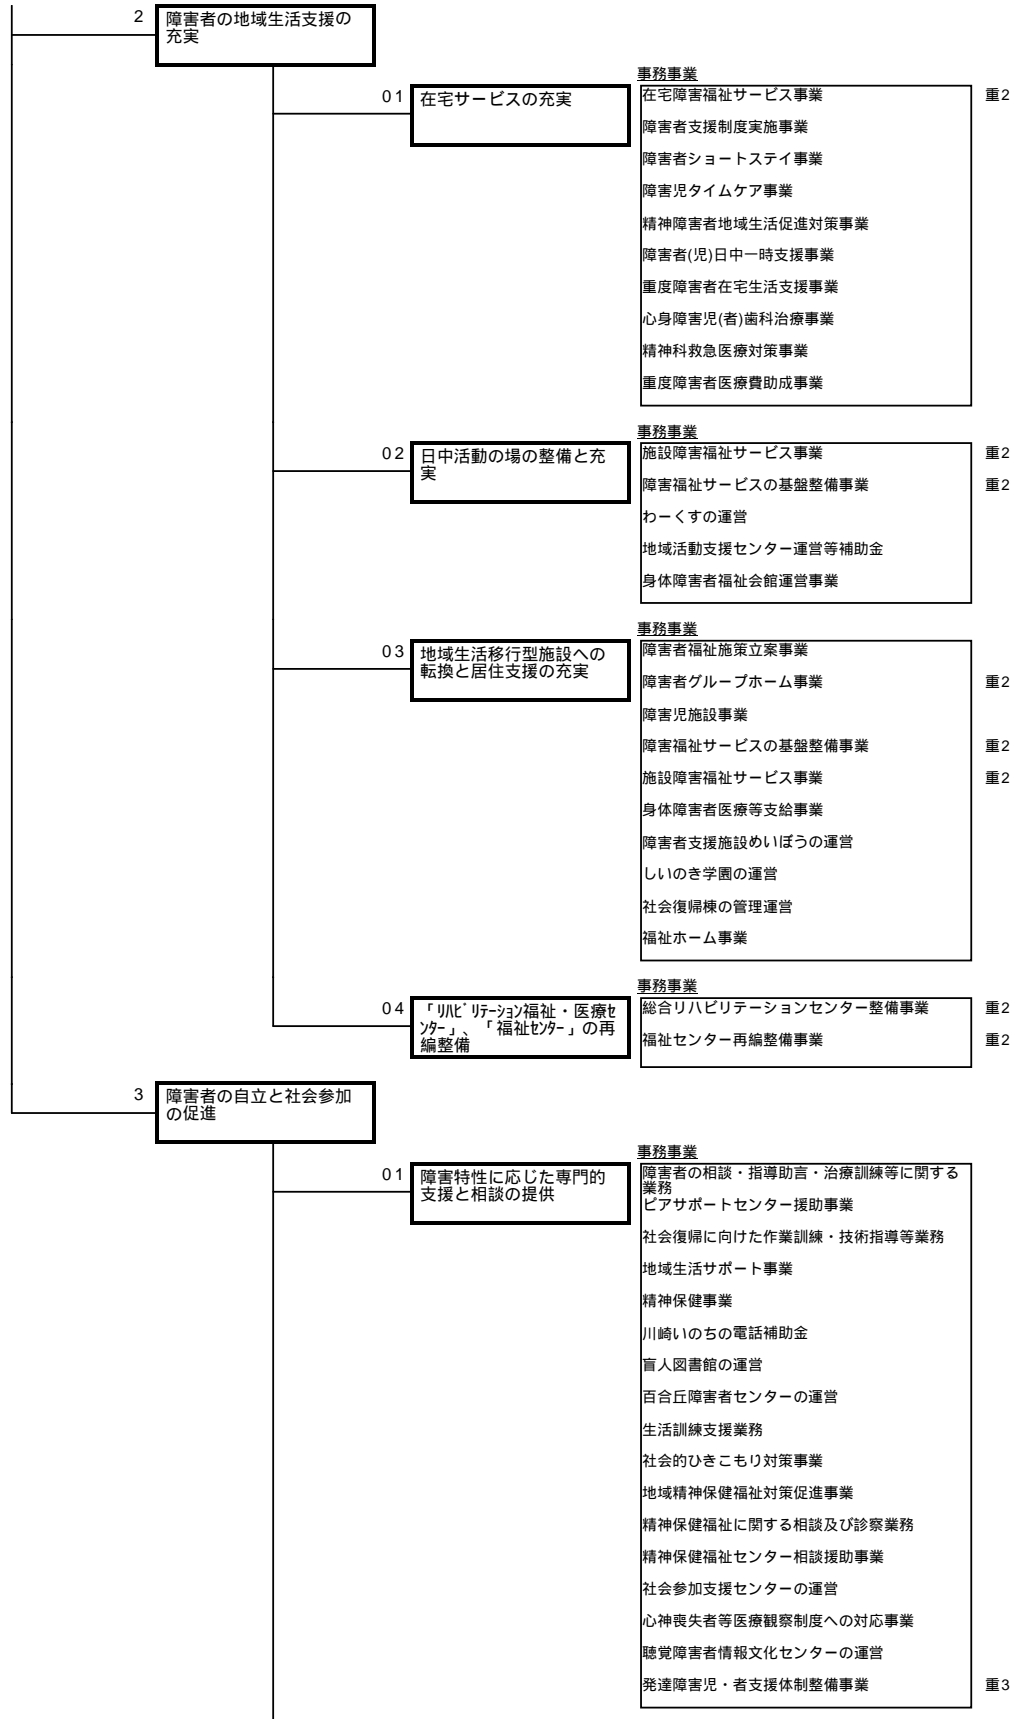 2
障害者の地域生活支援の
充実
01
在宅サービスの充実
事務事業
在宅障害福祉サービス事業 重2
障害者支援制度実施事業
障害者ショートステイ事業
障害児タイムケア事業
精神障害者地域生活促進対策事業
障害者(児)日中一時支援事業
重度障害者在宅生活支援事業
心身障害児(者)歯科治療事業
精神科救急医療対策事業
重度障害者医療費助成事業
02
日中活動の場の整備と充
実
事務事業
施設障害福祉サービス事業 重2
障害福祉サービスの基盤整備事業 重2
わーくすの運営
地域活動支援センター運営等補助金
身体障害者福祉会館運営事業
03
地域生活移行型施設への
転換と居住支援の充実
事務事業
障害者福祉施策立案事業
障害者グループホーム事業 重2
障害児施設事業
障害福祉サービスの基盤整備事業 重2
施設障害福祉サービス事業 重2
身体障害者医療等支給事業
障害者支援施設めいぼうの運営
しいのき学園の運営
社会復帰棟の管理運営
福祉ホーム事業
04
「ﾘﾊﾋﾞﾘﾃｰｼｮﾝ福祉・医療ｾ
ﾝﾀｰ」、「福祉ｾﾝﾀｰ」の再
編整備
事務事業
総合リハビリテーションセンター整備事業 重2
福祉センター再編整備事業 重2
3
障害者の自立と社会参加
の促進
01
障害特性に応じた専門的
支援と相談の提供
事務事業
障害者の相談・指導助言・治療訓練等に関する
業務
ピアサポートセンター援助事業
社会復帰に向けた作業訓練・技術指導等業務
地域生活サポート事業
精神保健事業
川崎いのちの電話補助金
盲人図書館の運営
百合丘障害者センターの運営
生活訓練支援業務
社会的ひきこもり対策事業
地域精神保健福祉対策促進事業
精神保健福祉に関する相談及び診察業務
精神保健福祉センター相談援助事業
社会参加支援センターの運営
心神喪失者等医療観察制度への対応事業
聴覚障害者情報文化センターの運営
発達障害児・者支援体制整備事業 重3